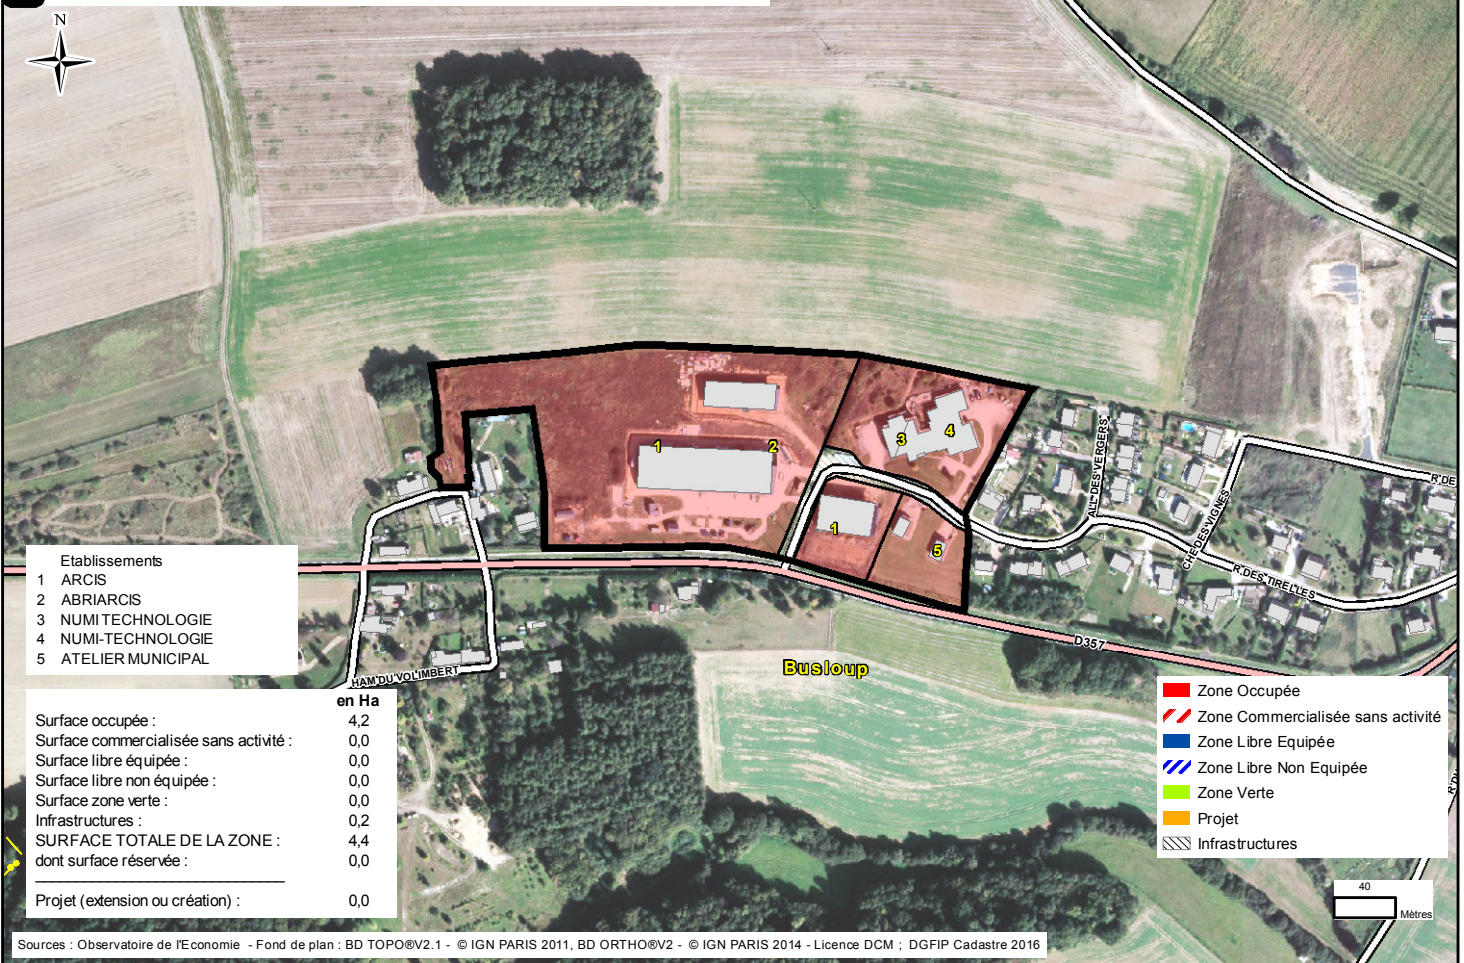 N
ALL DES VERGERS
CHE DES VIGNES
R DE
R DES TIRELLES
D357
HAM DU VOLIMBERT
Busloup
1
2
3
4
1
5
Etablissements
1 ARCIS
2 ABRIARCIS
3 NUMI TECHNOLOGIE
4 NUMI-TECHNOLOGIE
5 ATELIER MUNICIPAL
en Ha
Surface occupée : 4,2
Surface commercialisée sans activité : 0,0
Surface libre équipée : 0,0
Surface libre non équipée : 0,0
Surface zone verte : 0,0
Infrastructures : 0,2
SURFACE TOTALE DE LA ZONE : 4,4
dont surface réservée : 0,0
Projet (extension ou création) : 0,0
Zone Occupée
Zone Commercialisée sans activité
Zone Libre Equipée
Zone Libre Non Equipée
Zone Verte
Projet
Infrastructures
40
Mètres
Sources : Observatoire de l'Economie - Fond de plan : BD TOPO®V2.1 - © IGN PARIS 2011, BD ORTHO®V2 - © IGN PARIS 2014 - Licence DCM ; DGFIP Cadastre 2016